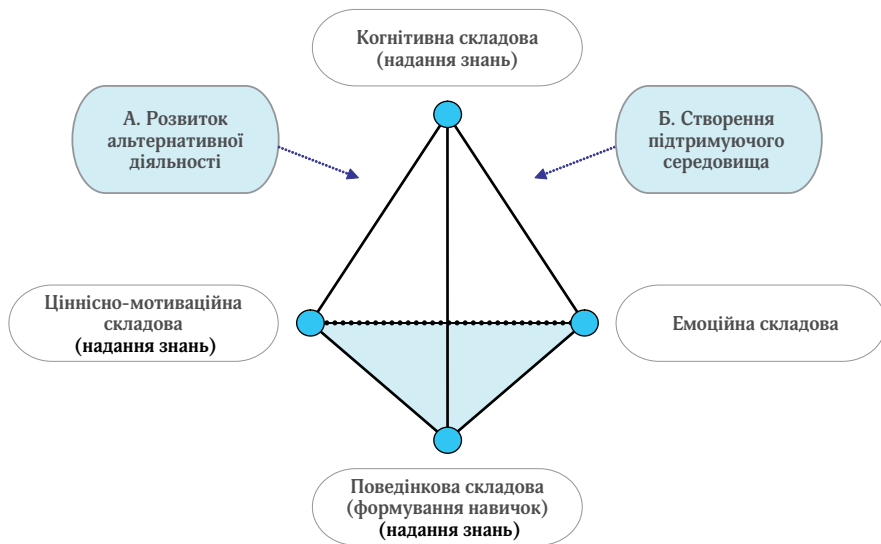 Когнітивна складова
(надання знань)
А. Розвиток
альтернативної
діяльності
Б. Створення
підтримуючого
середовища
Ціннісно-мотиваційна
складова
(надання знань)
Емоційна складова
Поведінкова складова
(формування навичок)
(надання знань)